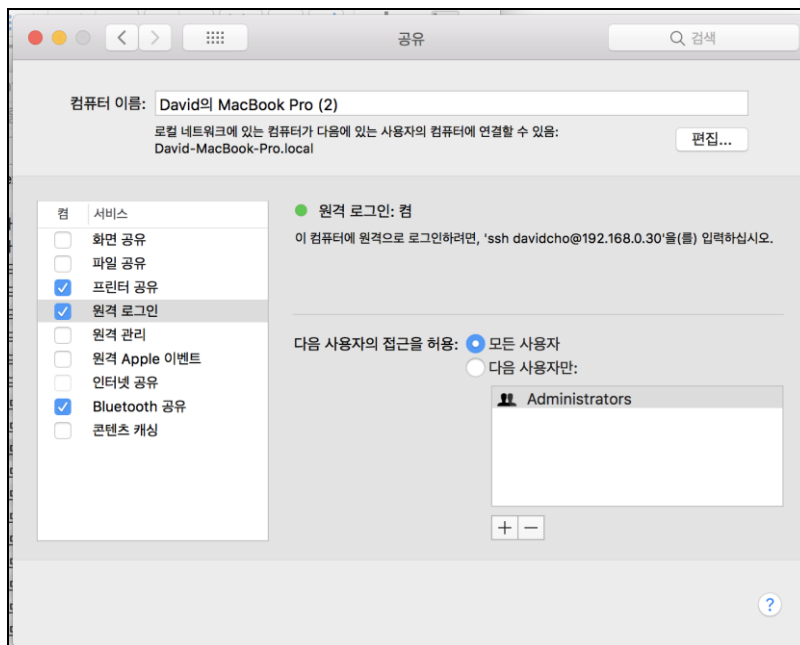 공유
검색
컴퓨터 이름: David의 MacBook Pro (2)
로컬 네트워크에 있는 컴퓨터가 다음에 있는 사용자의 컴퓨터에 연결할 수 있음:
David-MacBook-Pro.local
편집...
켬 서비스
화면 공유
파일 공유
프린터 공유
원격 로그인
원격 관리
원격 Apple 이벤트
인터넷 공유
Bluetooth 공유
콘텐츠 캐싱
원격 로그인: 켬
이 컴퓨터에 원격으로 로그인하려면, 'ssh davidcho@192.168.0.30'을(를) 입력하십시오.
다음 사용자의 접근을 허용: 모든 사용자
다음 사용자만:
Administrators
+ −
?